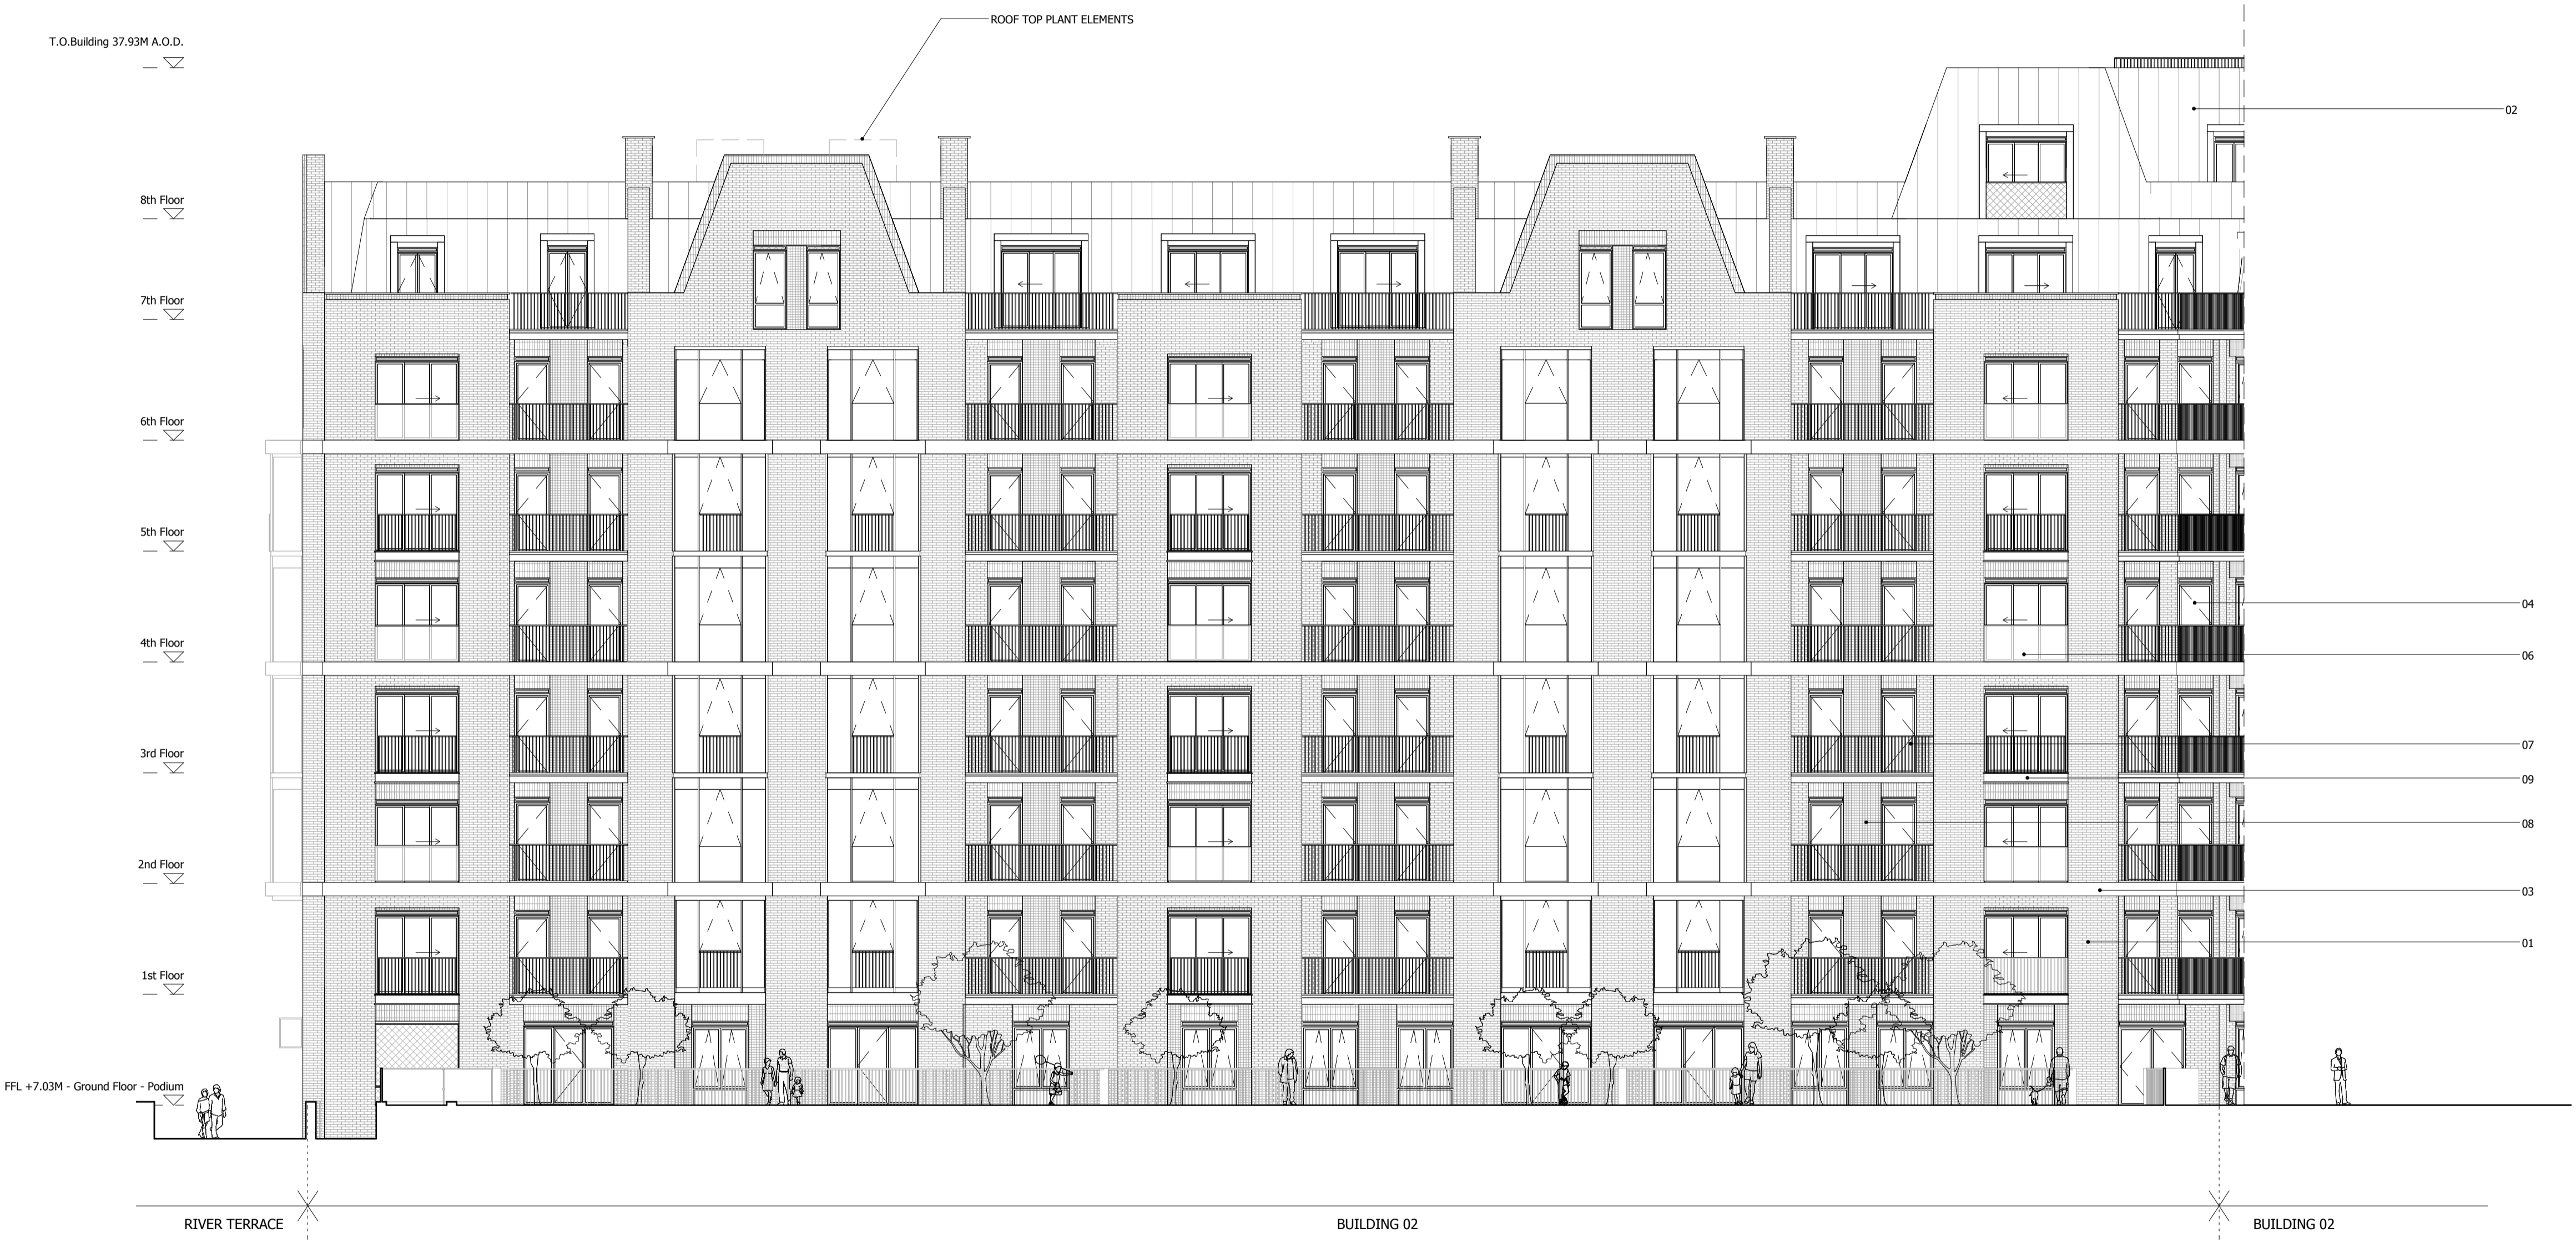 ROOF TOP PLANT ELEMENTS
T.O.Building 37.93M A.O.D.
02
8th Floor
7th Floor
6th Floor
5th Floor
04
4th Floor
06
07
3rd Floor
09
08
2nd Floor
03
01
1st Floor
FFL +7.03M - Ground Floor - Podium
RIVER TERRACE
BUILDING 02
BUILDING 02